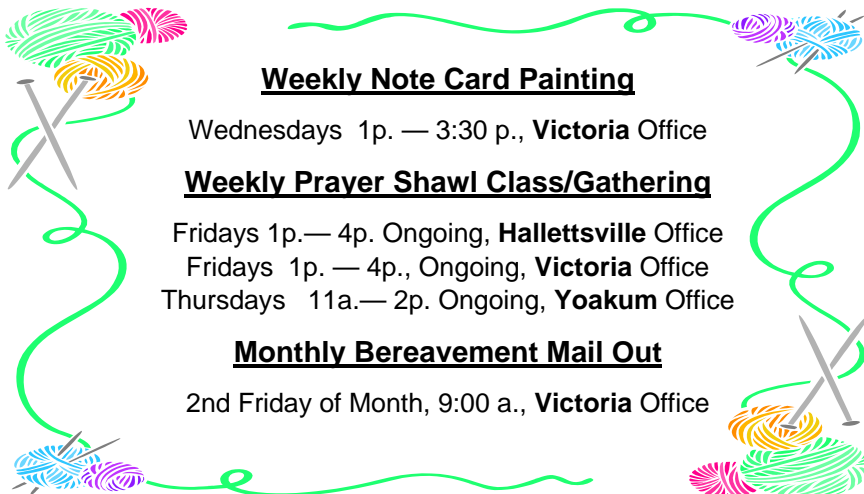 Weekly Note Card Painting
Wednesdays 1p. — 3:30 p., Victoria Office
Weekly Prayer Shawl Class/Gathering
Fridays 1p.— 4p. Ongoing, Hallettsville Office
Fridays 1p. — 4p., Ongoing, Victoria Office
Thursdays 11a.— 2p. Ongoing, Yoakum Office
Monthly Bereavement Mail Out
2nd Friday of Month, 9:00 a., Victoria Office